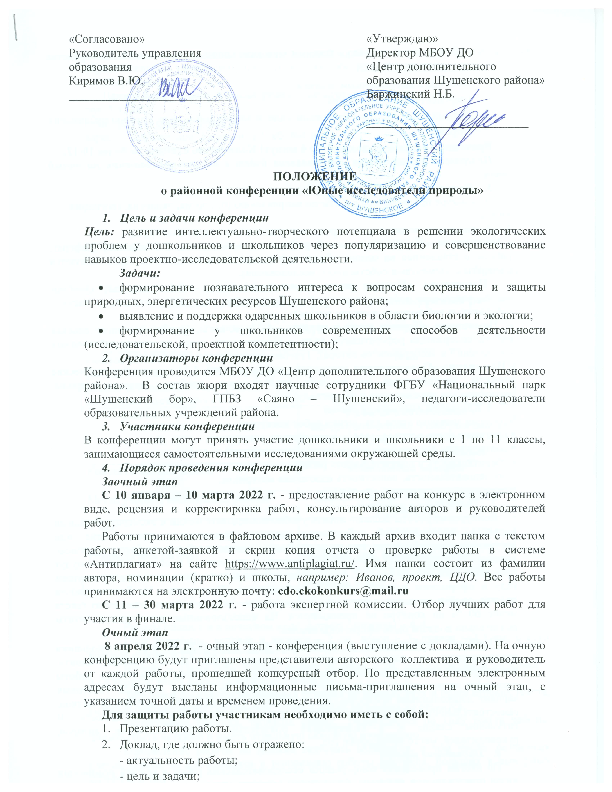 «Согласовано»
Руководитель управления
образования
Киримов В.Ю.
«Утверждаю»
Директор МБОУ ДО
«Центр дополнительного
образования Шушенского района»
Баржинский Н.Б.
ПОЛОЖЕНИЕ
о районной конференции «Юные исследователи природы»
1. Цель и задачи конференции
Цель: развитие интеллектуально-творческого потенциала в решении экологических
проблем у дошкольников и школьников через популяризацию и совершенствование
навыков проектно-исследовательской деятельности.
Задачи:
• формирование познавательного интереса к вопросам сохранения и защиты
природных, энергетических ресурсов Шушенского района;
• выявление и поддержка одаренных школьников в области биологии и экологии;
• формирование у школьников современных способов деятельности
(исследовательской, проектной компетентности);
2. Организаторы конференции
Конференция проводится МБОУ ДО «Центр дополнительного образования Шушенского
района». В состав жюри входят научные сотрудники ФГБУ «Национальный парк
«Шушенский бор», ГПБЗ «Саяно – Шушенский», педагоги-исследователи
образовательных учреждений района.
3. Участники конференции
В конференции могут принять участие дошкольники и школьники с 1 по 11 классы,
занимающиеся самостоятельными исследованиями окружающей среды.
4. Порядок проведения конференции
Заочный этап
С 10 января – 10 марта 2022 г. - предоставление работ на конкурс в электронном
виде, рецензия и корректировка работ, консультирование авторов и руководителей
работ.
Работы принимаются в файловом архиве. В каждый архив входит папка с текстом
работы, анкетой-заявкой и скрин копия отчета о проверке работы в системе
«Антиплагиат» на сайте https://www.antiplagiat.ru/. Имя папки состоит из фамилии
автора, номинации (кратко) и школы, например: Иванов, проект, ЦДО. Все работы
принимаются на электронную почту: cdo.ckokonkurs@mail.ru
С 11 – 30 марта 2022 г. - работа экспертной комиссии. Отбор лучших работ для
участия в финале.
Очный этап
8 апреля 2022 г. - очный этап - конференция (выступление с докладами). На очную
конференцию будут приглашены представители авторского коллектива и руководитель
от каждой работы, прошедшей конкурсный отбор. По представленным электронным
адресам будут высланы информационные письма-приглашения на очный этап, с
указанием точной даты и временем проведения.
Для защиты работы участникам необходимо иметь с собой:
1. Презентацию работы.
2. Доклад, где должно быть отражено:
- актуальность работы;
- цель и задачи;